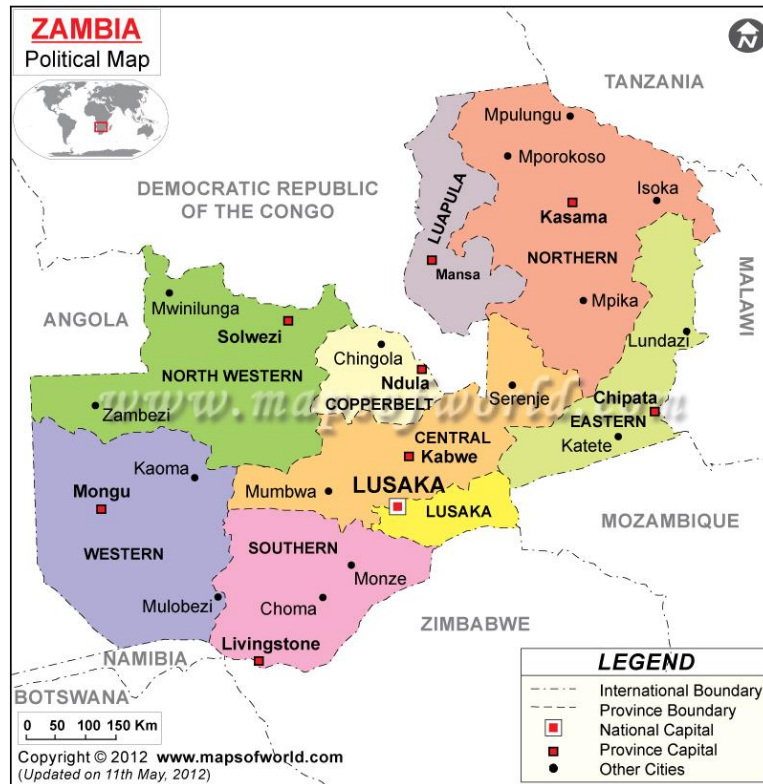 ZAMBIA
Political Map
N
TANZANIA
Mpulungu
Mporokoso
DEMOCRATIC REPUBLIC
OF THE CONGO
Isoka
LUAPULA
Kasama
NORTHERN
Mansa
MALAWI
Mwinilunga
Mpika
ANGOLA
Solwezi
Lundazi
Chingola
NORTH WESTERN
Ndula
COPPERBELT
Serenje
Chipata
www.mapsofworld.com
Zambezi
EASTERN
CENTRAL
Katete
Kabwe
Kaoma
Mumbwa
LUSAKA
Mongu
LUSAKA
MOZAMBIQUE
WESTERN
SOUTHERN
Monze
Mulobezi
Choma
ZIMBABWE
Livingstone
NAMIBIA
BOTSWANA
LEGEND
International Boundary
Province Boundary
National Capital
Province Capital
Other Cities
0 50 100 150 Km
Copyright © 2012 www.mapsofworld.com
(Updated on 11th May, 2012)